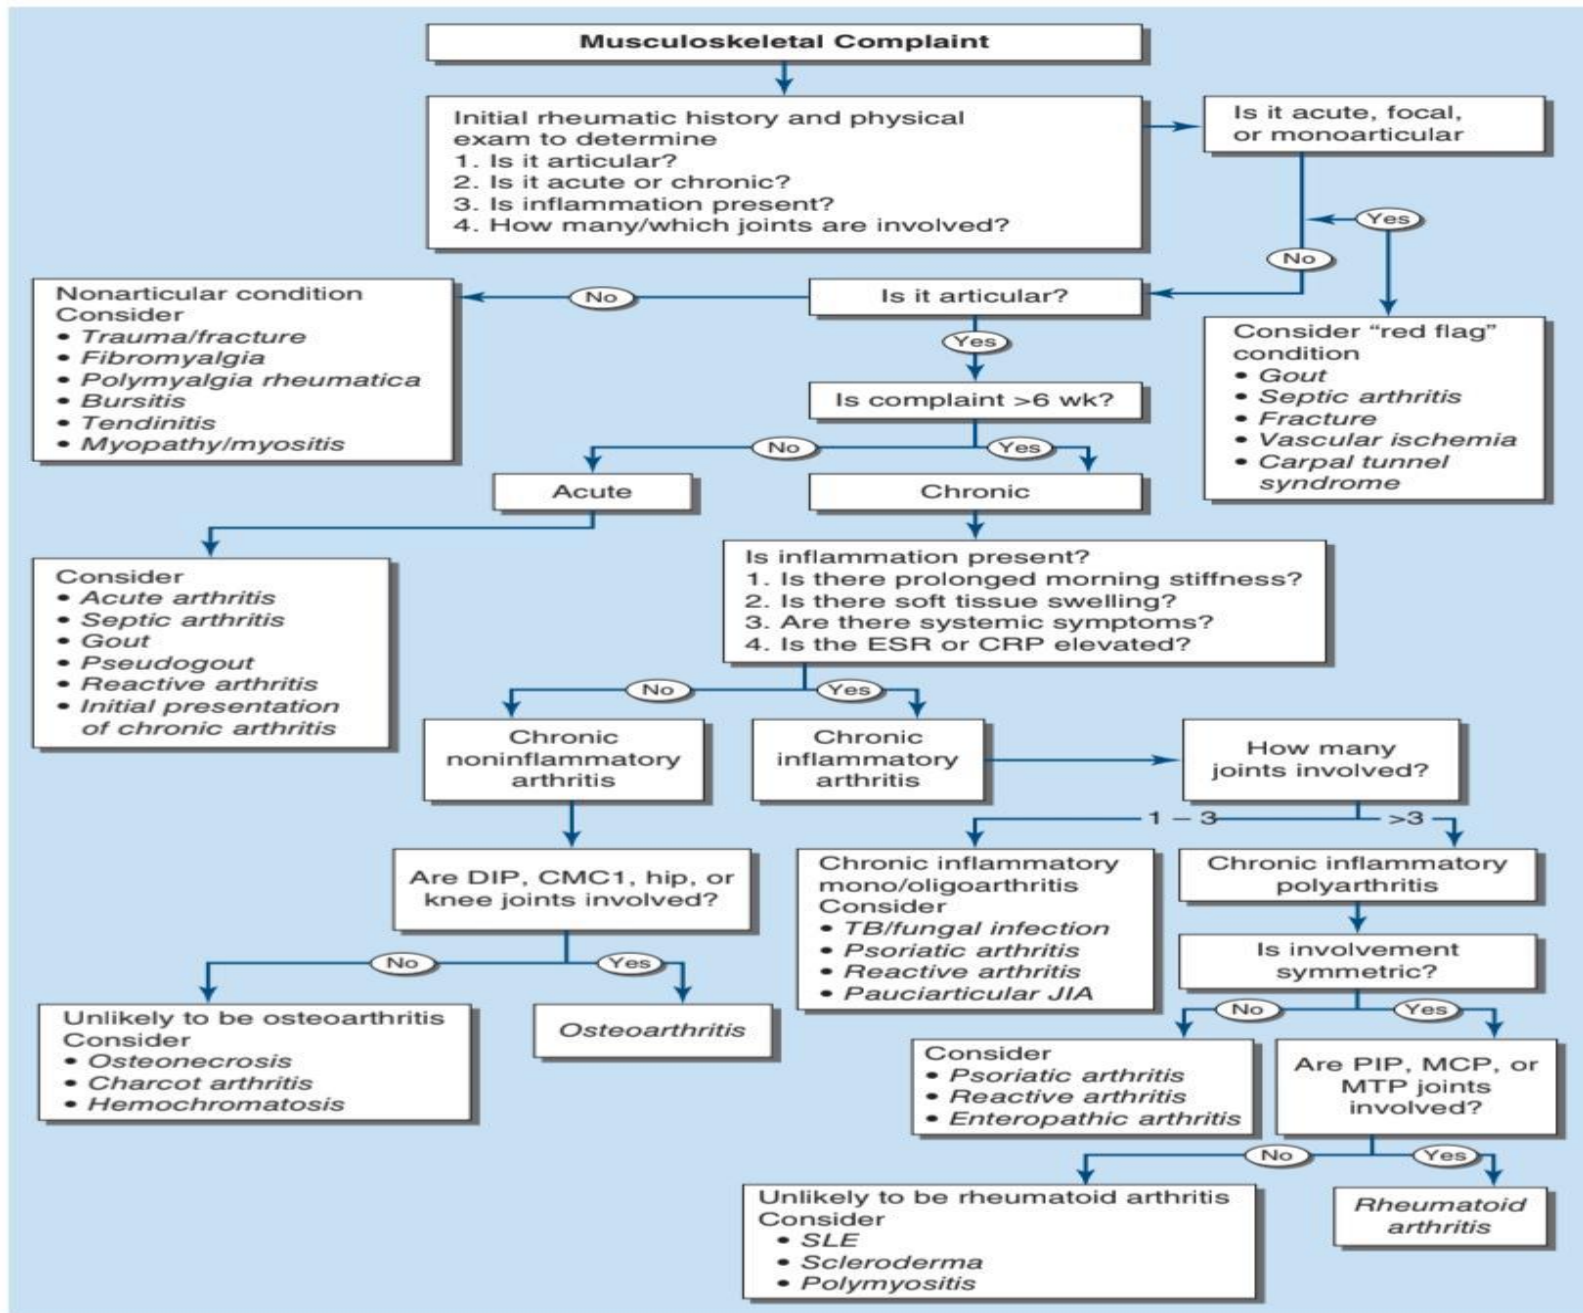 Musculoskeletal Complaint
Initial rheumatic history and physical
exam to determine
1. Is it articular?
2. Is it acute or chronic?
3. Is inflammation present?
4. How many/which joints are involved?
Is it acute, focal,
or monoarticular
Yes
No
Consider “red flag”
condition
• Gout
• Septic arthritis
• Fracture
• Vascular ischemia
• Carpal tunnel
syndrome
Is it articular?
No
Nonarticular condition
Consider
• Trauma/fracture
• Fibromyalgia
• Polymyalgia rheumatica
• Bursitis
• Tendinitis
• Myopathy/myositis
Yes
Is complaint >6 wk?
No
Yes
Acute
Chronic
Consider
• Acute arthritis
• Septic arthritis
• Gout
• Pseudogout
• Reactive arthritis
• Initial presentation
of chronic arthritis
Is inflammation present?
1. Is there prolonged morning stiffness?
2. Is there soft tissue swelling?
3. Are there systemic symptoms?
4. Is the ESR or CRP elevated?
No
Yes
Chronic
noninflammatory
arthritis
Chronic
inflammatory
arthritis
How many
joints involved?
1 – 3
>3
Are DIP, CMC1, hip, or
knee joints involved?
No
Yes
Unlikely to be osteoarthritis
Consider
• Osteonecrosis
• Charcot arthritis
• Hemochromatosis
Osteoarthritis
Chronic inflammatory
mono/oligoarthritis
Consider
• TB/fungal infection
• Psoriatic arthritis
• Reactive arthritis
• Pauciarticular JIA
Chronic inflammatory
polyarthritis
Is involvement
symmetric?
No
Yes
Consider
• Psoriatic arthritis
• Reactive arthritis
• Enteropathic arthritis
Are PIP, MCP, or
MTP joints
involved?
No
Yes
Unlikely to be rheumatoid arthritis
Consider
• SLE
• Scleroderma
• Polymyositis
Rheumatoid
arthritis